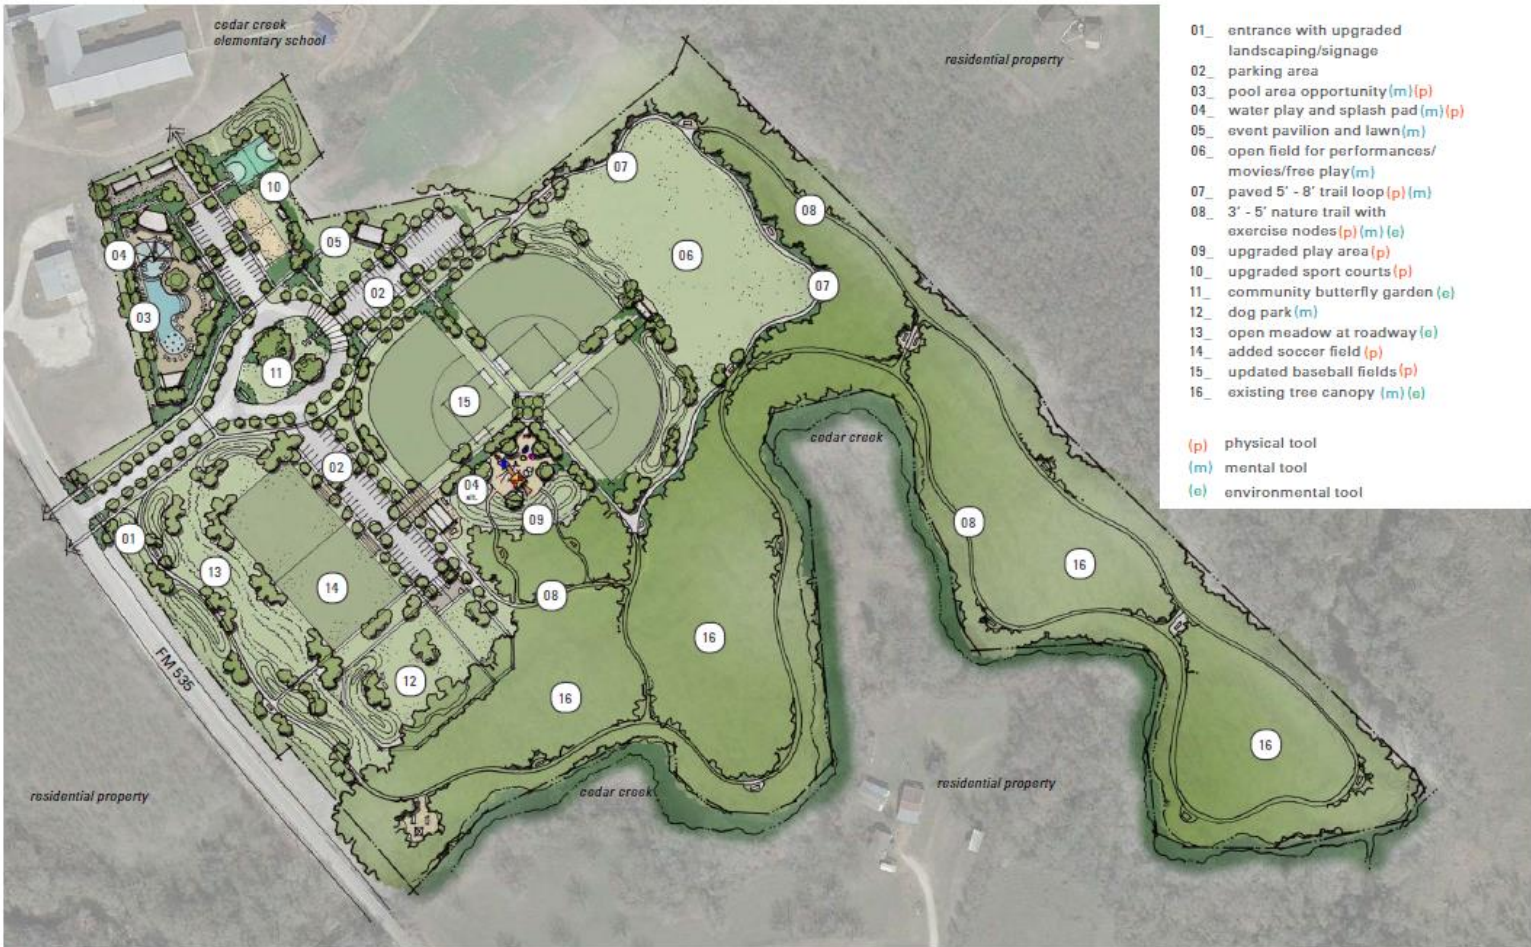 cedar creek
elementary school
residential property
01_ entrance with upgraded
landscaping/signage
02_ parking area
03_ pool area opportunity (m) (p)
04_ water play and splash pad (m) (p)
05_ event pavilion and lawn (m)
06_ open field for performances/
movies/free play (m)
07_ paved 5' - 8' trail loop (p) (m)
08_ 3' - 5' nature trail with
exercise nodes (p) (m) (e)
09_ upgraded play area (p)
10_ upgraded sport courts (p)
11_ community butterfly garden (e)
12_ dog park (m)
13_ open meadow at roadway (e)
14_ added soccer field (p)
15_ updated baseball fields (p)
16_ existing tree canopy (m) (e)
(p) physical tool
(m) mental tool
(e) environmental tool
07
10
08
05
04
06
07
02
03
11
15
cedar creek
02
04
alt.
09
08
01
16
13
14
08
16
FM 535
12
16
16
residential property
cedar creek
residential property